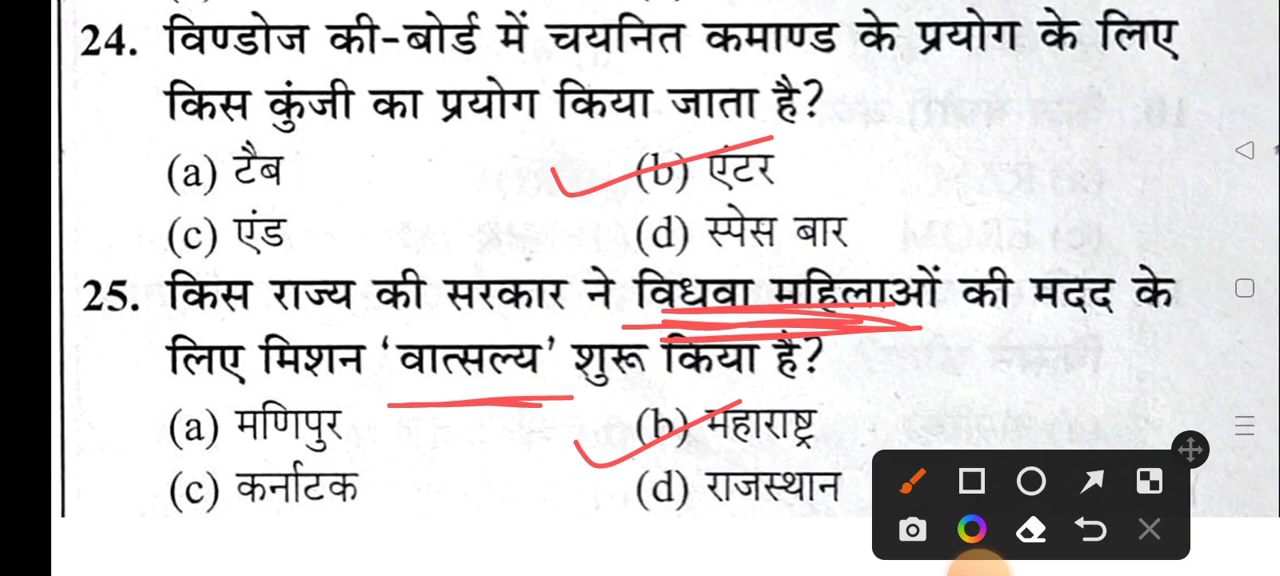 24. विण्डोज की-बोर्ड में चयनित कमाण्ड के प्रयोग के लिए
किस कुंजी का प्रयोग किया जाता है?
(a) टैब (b) एंटर
(c) एंड (d) स्पेस बार
25. किस राज्य की सरकार ने विधवा महिलाओं की मदद के
लिए मिशन ‘वात्सल्य’ शुरू किया है?
(a) मणिपुर (b) महाराष्ट्र
(c) कर्नाटक (d) राजस्थान